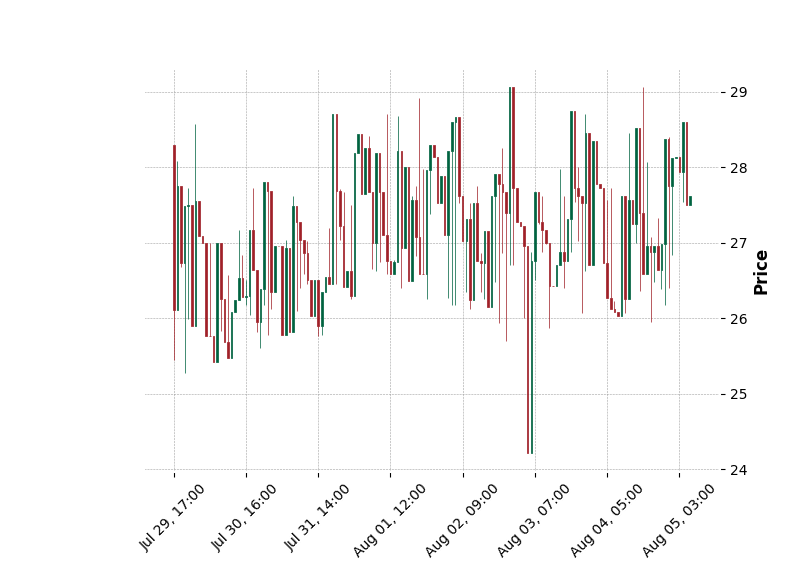 29
28
27
26
25
24
Price
Jul 29, 17:00
Jul 30, 16:00
Jul 31, 14:00
Aug 01, 12:00
Aug 02, 09:00
Aug 03, 07:00
Aug 04, 05:00
Aug 05, 03:00